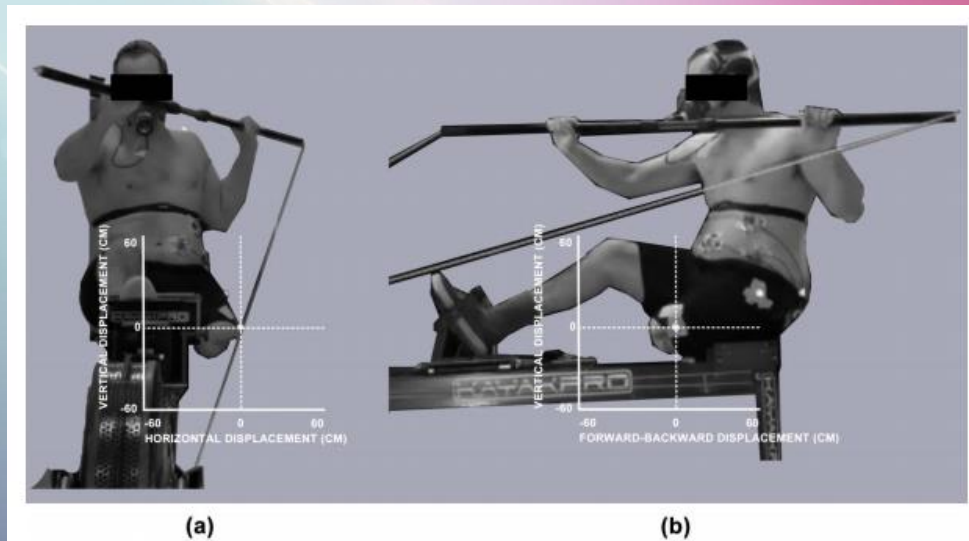 60
VERTICAL DISPLACEMENT (CM)
0
-60
-60 0 60
HORIZONTAL DISPLACEMENT (CM)
60
VERTICAL DISPLACEMENT (CM)
0
KAYAKPRO
-60
-60 0 60
FORWARD-BACKWARD DISPLACEMENT (CM)
(a) (b)